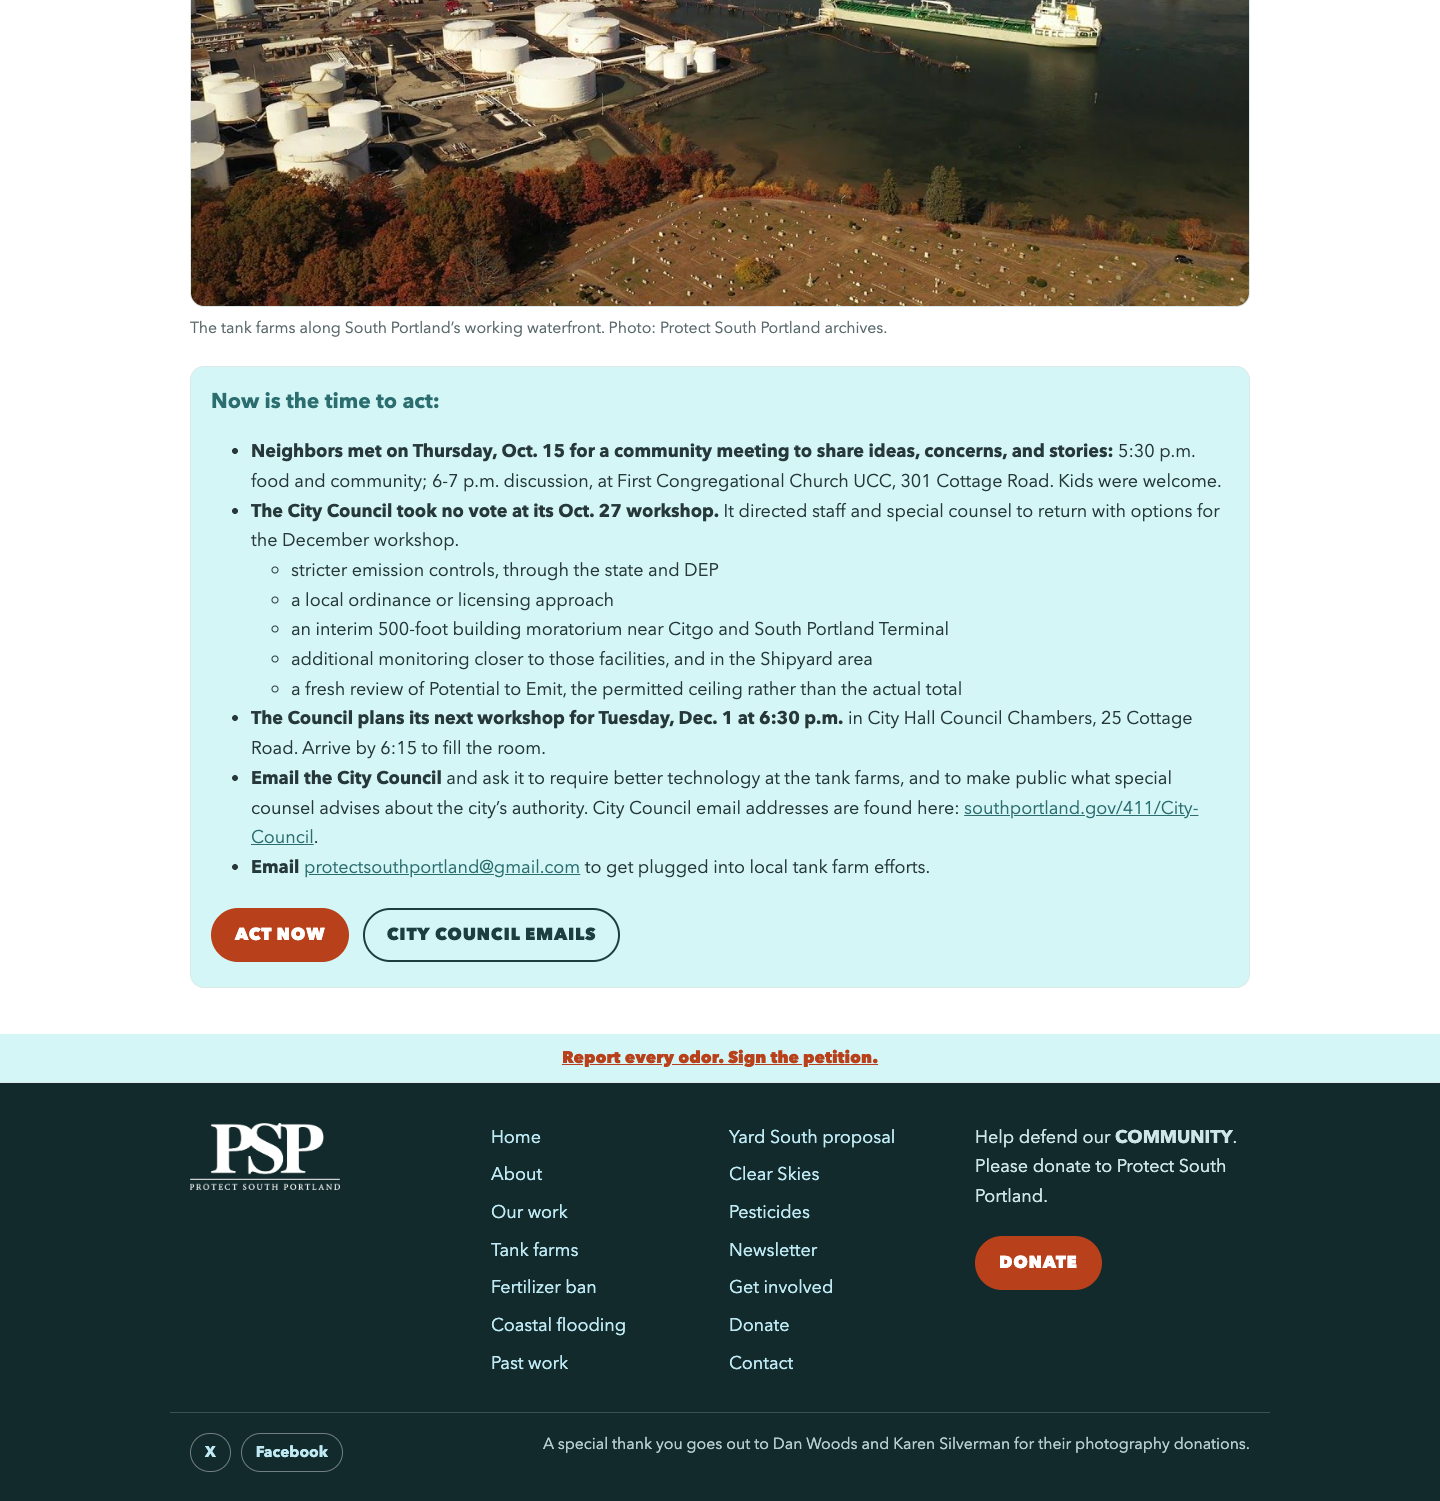 The tank farms along South Portland’s working waterfront. Photo: Protect South Portland archives.
Now is the time to act:
• Neighbors met on Thursday, Oct. 15 for a community meeting to share ideas, concerns, and stories: 5:30 p.m.
food and community; 6-7 p.m. discussion, at First Congregational Church UCC, 301 Cottage Road. Kids were welcome.
• The City Council took no vote at its Oct. 27 workshop. It directed staff and special counsel to return with options for
the December workshop.
◦ stricter emission controls, through the state and DEP
◦ a local ordinance or licensing approach
◦ an interim 500-foot building moratorium near Citgo and South Portland Terminal
◦ additional monitoring closer to those facilities, and in the Shipyard area
◦ a fresh review of Potential to Emit, the permitted ceiling rather than the actual total
• The Council plans its next workshop for Tuesday, Dec. 1 at 6:30 p.m. in City Hall Council Chambers, 25 Cottage
Road. Arrive by 6:15 to fill the room.
• Email the City Council and ask it to require better technology at the tank farms, and to make public what special
counsel advises about the city’s authority. City Council email addresses are found here: southportland.gov/411/City-
Council.
• Email protectsouthportland@gmail.com to get plugged into local tank farm efforts.
ACT NOW
CITY COUNCIL EMAILS
Report every odor. Sign the petition.
PSP
PROTECT SOUTH PORTLAND
Home
About
Our work
Tank farms
Fertilizer ban
Coastal flooding
Past work
Yard South proposal
Clear Skies
Pesticides
Newsletter
Get involved
Donate
Contact
Help defend our COMMUNITY.
Please donate to Protect South
Portland.
DONATE
X
Facebook
A special thank you goes out to Dan Woods and Karen Silverman for their photography donations.